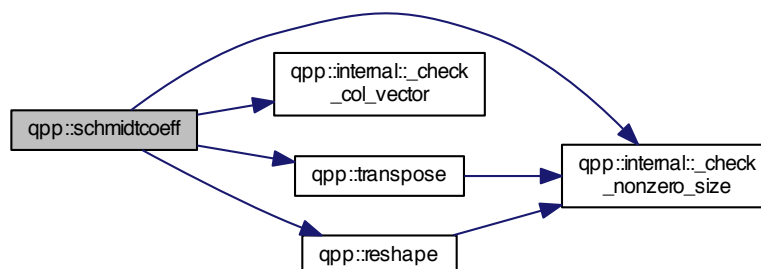 qpp::schmidtcoeff
qpp::internal::_check
_col_vector
qpp::transpose
qpp::reshape
qpp::internal::_check
_nonzero_size